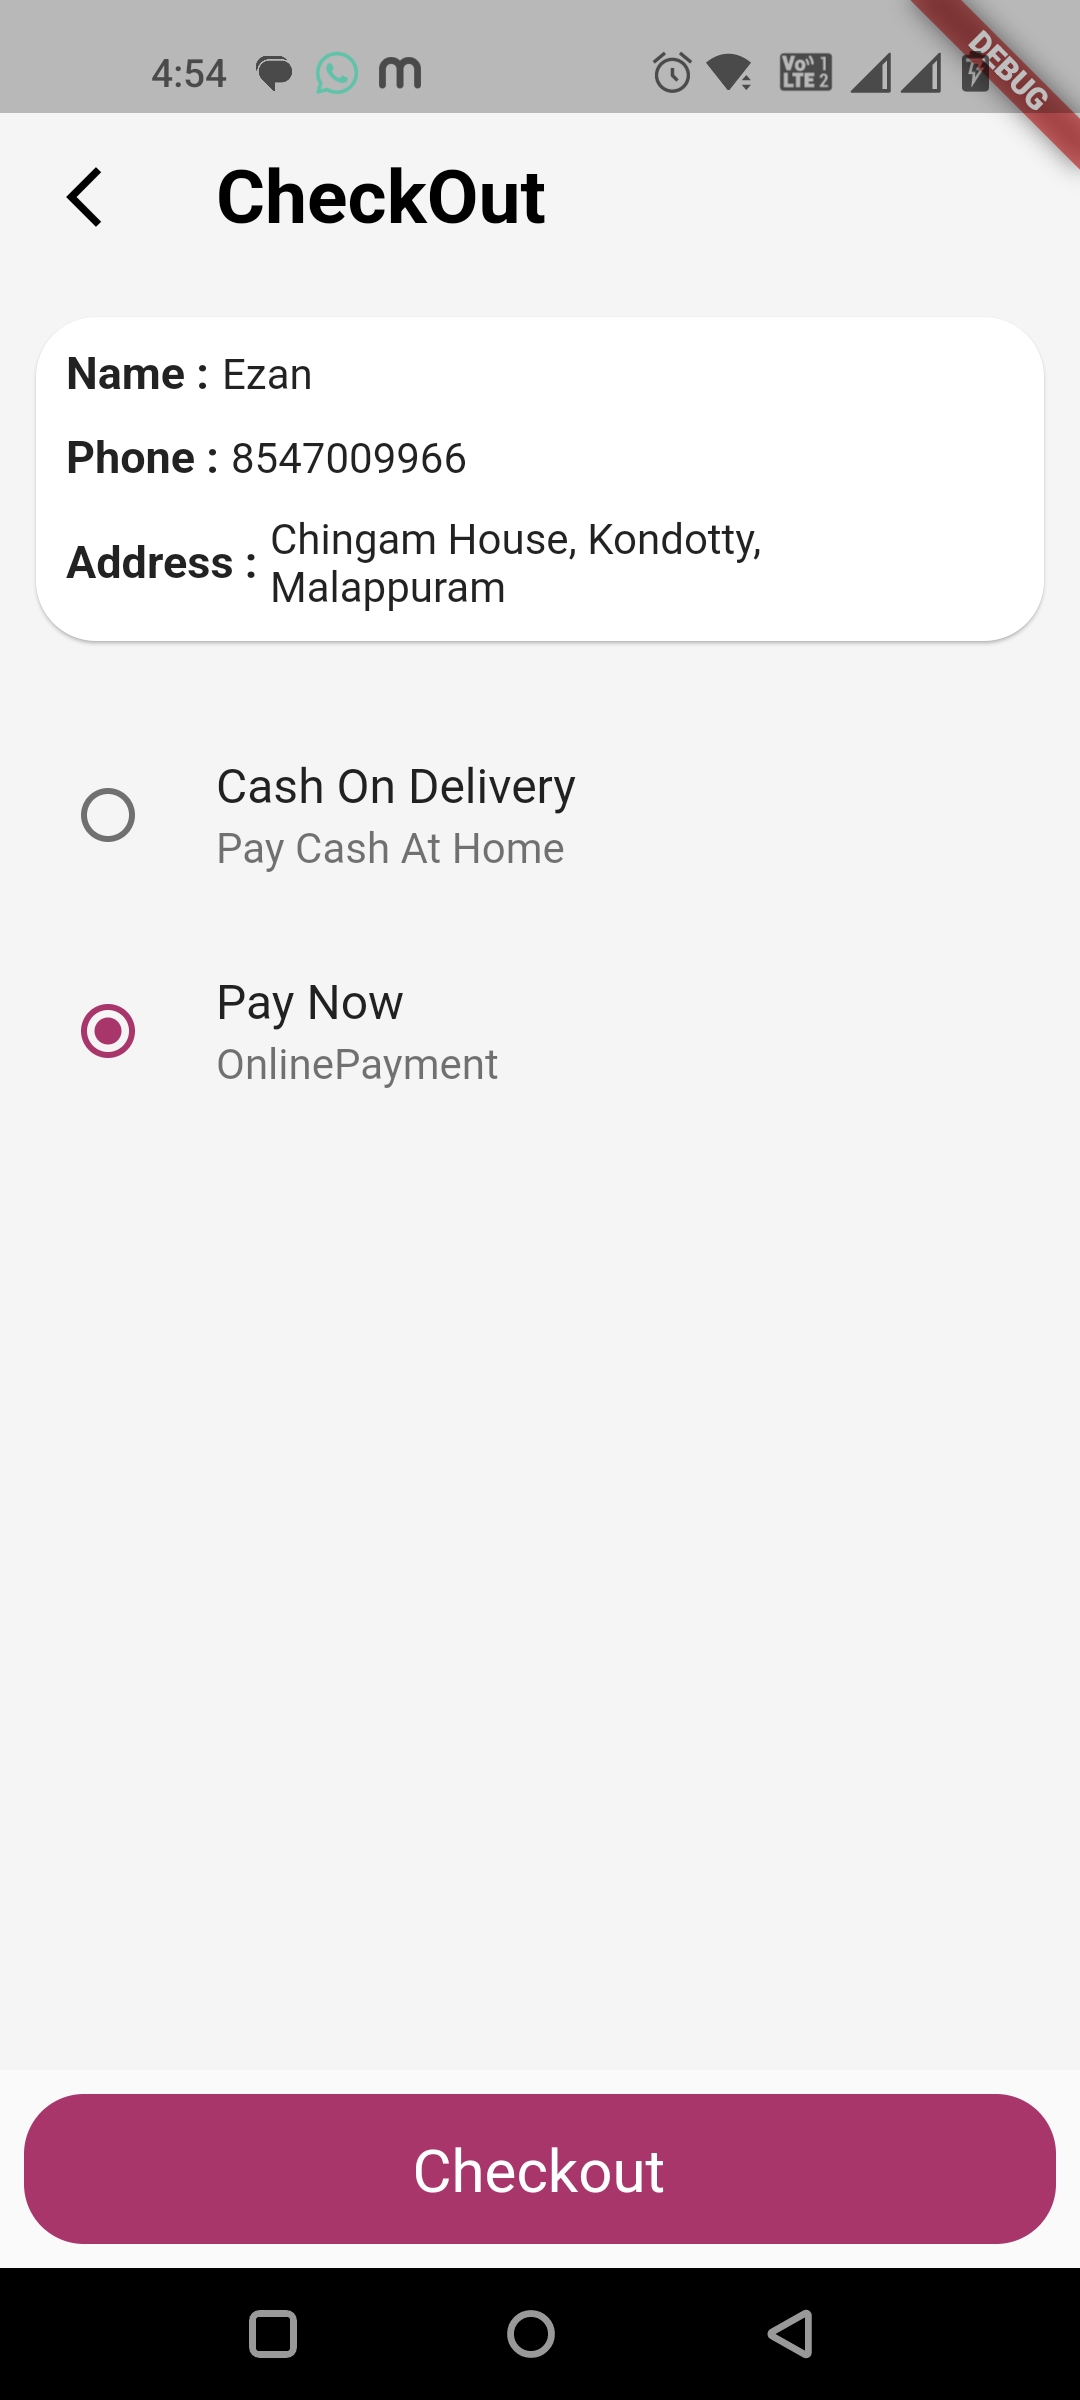 4:54
Vo 1
LTE 2
DEBUG
CheckOut
Name : Ezan
Phone : 8547009966
Address : Chingam House, Kondotty,
Malappuram
Cash On Delivery
Pay Cash At Home
Pay Now
OnlinePayment
Checkout